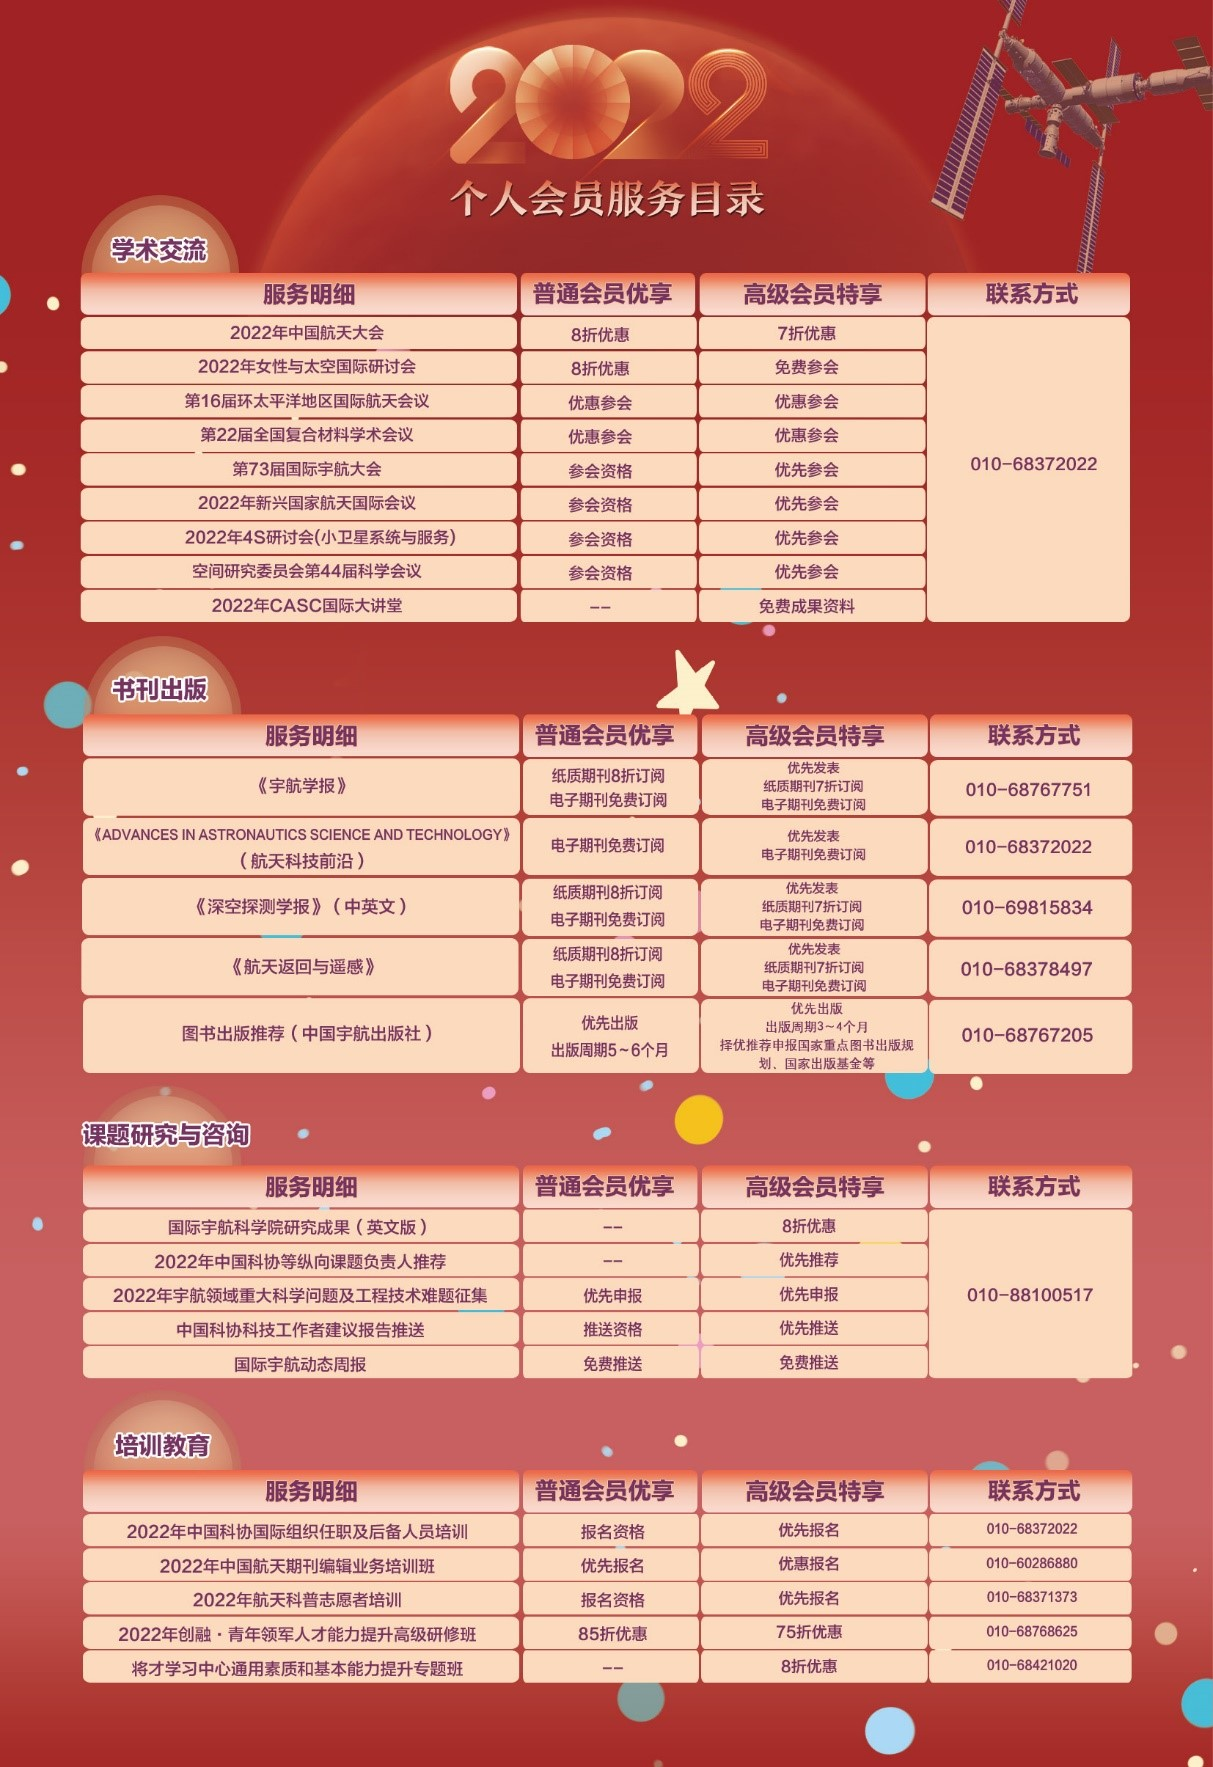 2022
个人会员服务目录
学术交流
服务明细 普通会员优享 高级会员特享 联系方式
2022年中国航天大会 8折优惠 7折优惠
2022年女性与太空国际研讨会 8折优惠 免费参会
第16届环太平洋地区国际航天会议 优惠参会 优惠参会
第22届全国复合材料学术会议 优惠参会 优惠参会
第73届国际宇航大会 参会资格 优先参会
010-68372022
2022年新兴国家航天国际会议 参会资格 优先参会
2022年4S研讨会(小卫星系统与服务) 参会资格 优先参会
空间研究委员会第44届科学会议 参会资格 优先参会
2022年CASC国际大讲堂 -- 免费成果资料
书刊出版
服务明细 普通会员优享 高级会员特享 联系方式
《宇航学报》
纸质期刊8折订阅
电子期刊免费订阅
优先发表
纸质期刊7折订阅
电子期刊免费订阅
010-68767751
《ADVANCES IN ASTRONAUTICS SCIENCE AND TECHNOLOGY》
（航天科技前沿）
电子期刊免费订阅
优先发表
电子期刊免费订阅
010-68372022
《深空探测学报》（中英文）
纸质期刊8折订阅
电子期刊免费订阅
优先发表
纸质期刊7折订阅
电子期刊免费订阅
010-69815834
《航天返回与遥感》
纸质期刊8折订阅
电子期刊免费订阅
优先发表
纸质期刊7折订阅
电子期刊免费订阅
010-68378497
图书出版推荐（中国宇航出版社）
优先出版
出版周期5~6个月
优先出版
出版周期3~4个月
择优推荐申报国家重点图书出版规
划、国家出版基金等
010-68767205
课题研究与咨询
服务明细 普通会员优享 高级会员特享 联系方式
国际宇航科学院研究成果（英文版） -- 8折优惠
2022年中国科协等纵向课题负责人推荐 -- 优先推荐
2022年宇航领域重大科学问题及工程技术难题征集 优先申报 优先申报
010-88100517
中国科协科技工作者建议报告推送 推送资格 优先推送
国际宇航动态周报 免费推送 免费推送
培训教育
服务明细 普通会员优享 高级会员特享 联系方式
2022年中国科协国际组织任职及后备人员培训 报名资格 优先报名 010-68372022
2022年中国航天期刊编辑业务培训班 优先报名 优惠报名 010-60286880
2022年航天科普志愿者培训 报名资格 优先报名 010-68371373
2022年创融·青年领军人才能力提升高级研修班 85折优惠 75折优惠 010-68768625
将才学习中心通用素质和基本能力提升专题班 -- 8折优惠 010-68421020